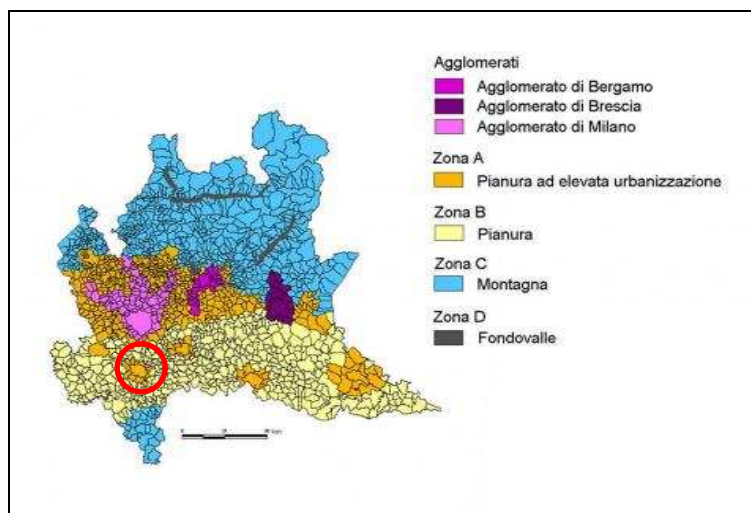 Agglomerati
Agglomerato di Bergamo
Agglomerato di Brescia
Agglomerato di Milano
Zona A
Pianura ad elevata urbanizzazione
Zona B
Pianura
Zona C
Montagna
Zona D
Fondovalle